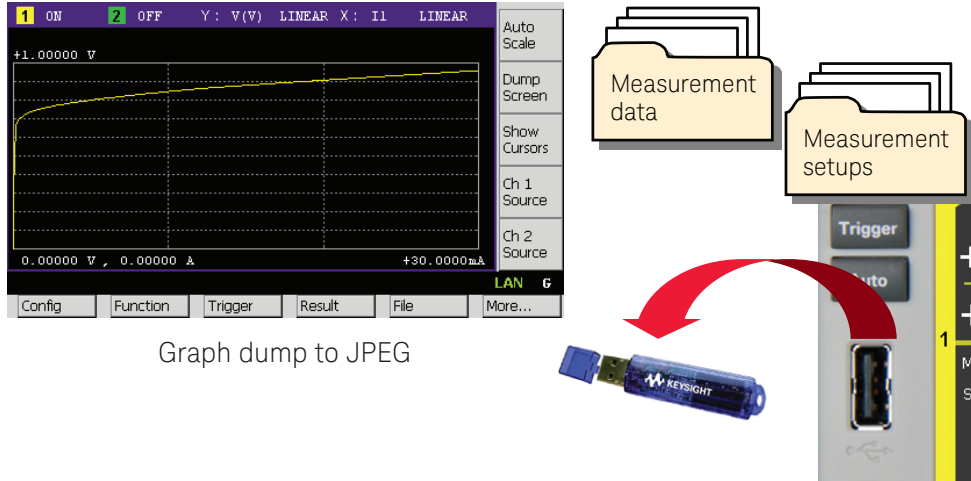 1 ON 2 OFF Y: V(V) LINEAR X: I1 LINEAR
+1.00000 V
0.00000 V , 0.00000 A +30.0000mA
Auto
Scale
Dump
Screen
Show
Cursors
Ch 1
Source
Ch 2
Source
LAN G
Config Function Trigger Result File More...
Graph dump to JPEG
Measurement
data
Measurement
setups
Trigger
Auto
1
M
S
KEYSIGHT